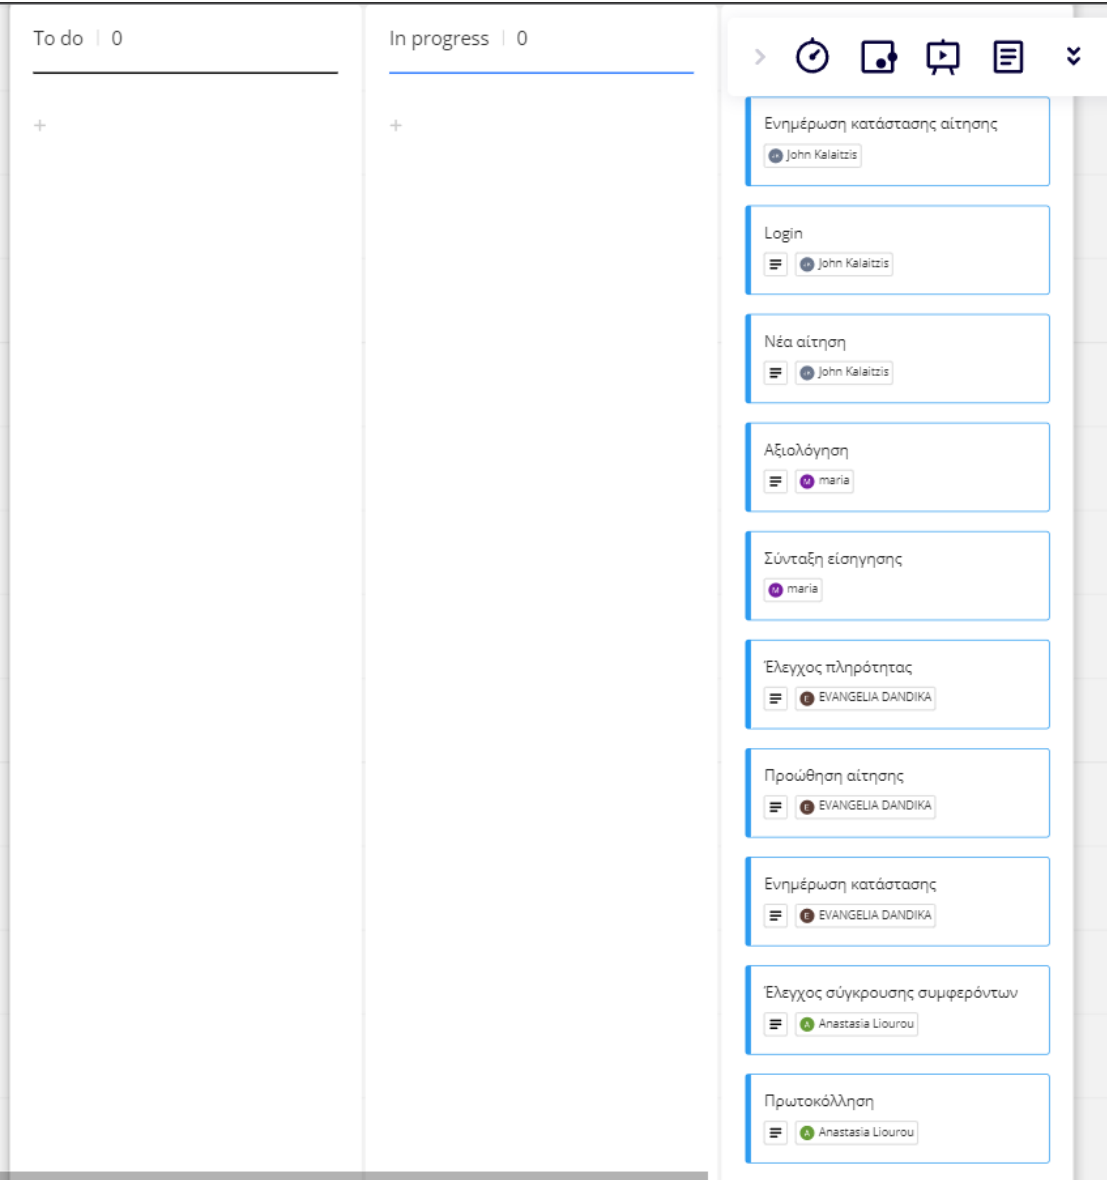 To do | 0
In progress | 0
Ενημέρωση κατάστασης αίτησης
John Kalaitzis
Login
John Kalaitzis
Νέα αίτηση
John Kalaitzis
Αξιολόγηση
M maria
Σύνταξη είσηγησης
M maria
Έλεγχος πληρότητας
E EVANGELIA DANDIKA
Προώθηση αίτησης
E EVANGELIA DANDIKA
Ενημέρωση κατάστασης
E EVANGELIA DANDIKA
Έλεγχος σύγκρουσης συμφερόντων
A Anastasia Liourou
Πρωτοκόλληση
A Anastasia Liourou